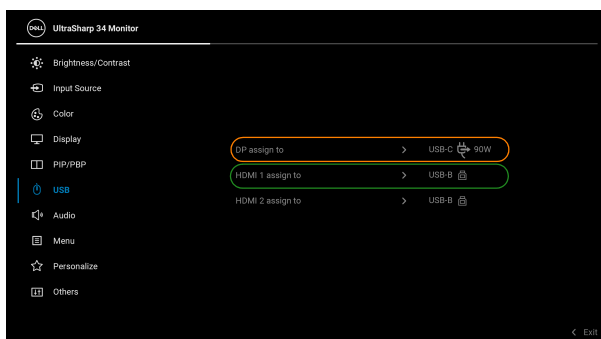 DELL UltraSharp 34 Monitor
Brightness/Contrast
Input Source
Color
Display
PIP/PBP
USB
Audio
Menu
Personalize
Others
DP assign to > USB-C 90W
HDMI 1 assign to > USB-B
HDMI 2 assign to > USB-B
< Exit